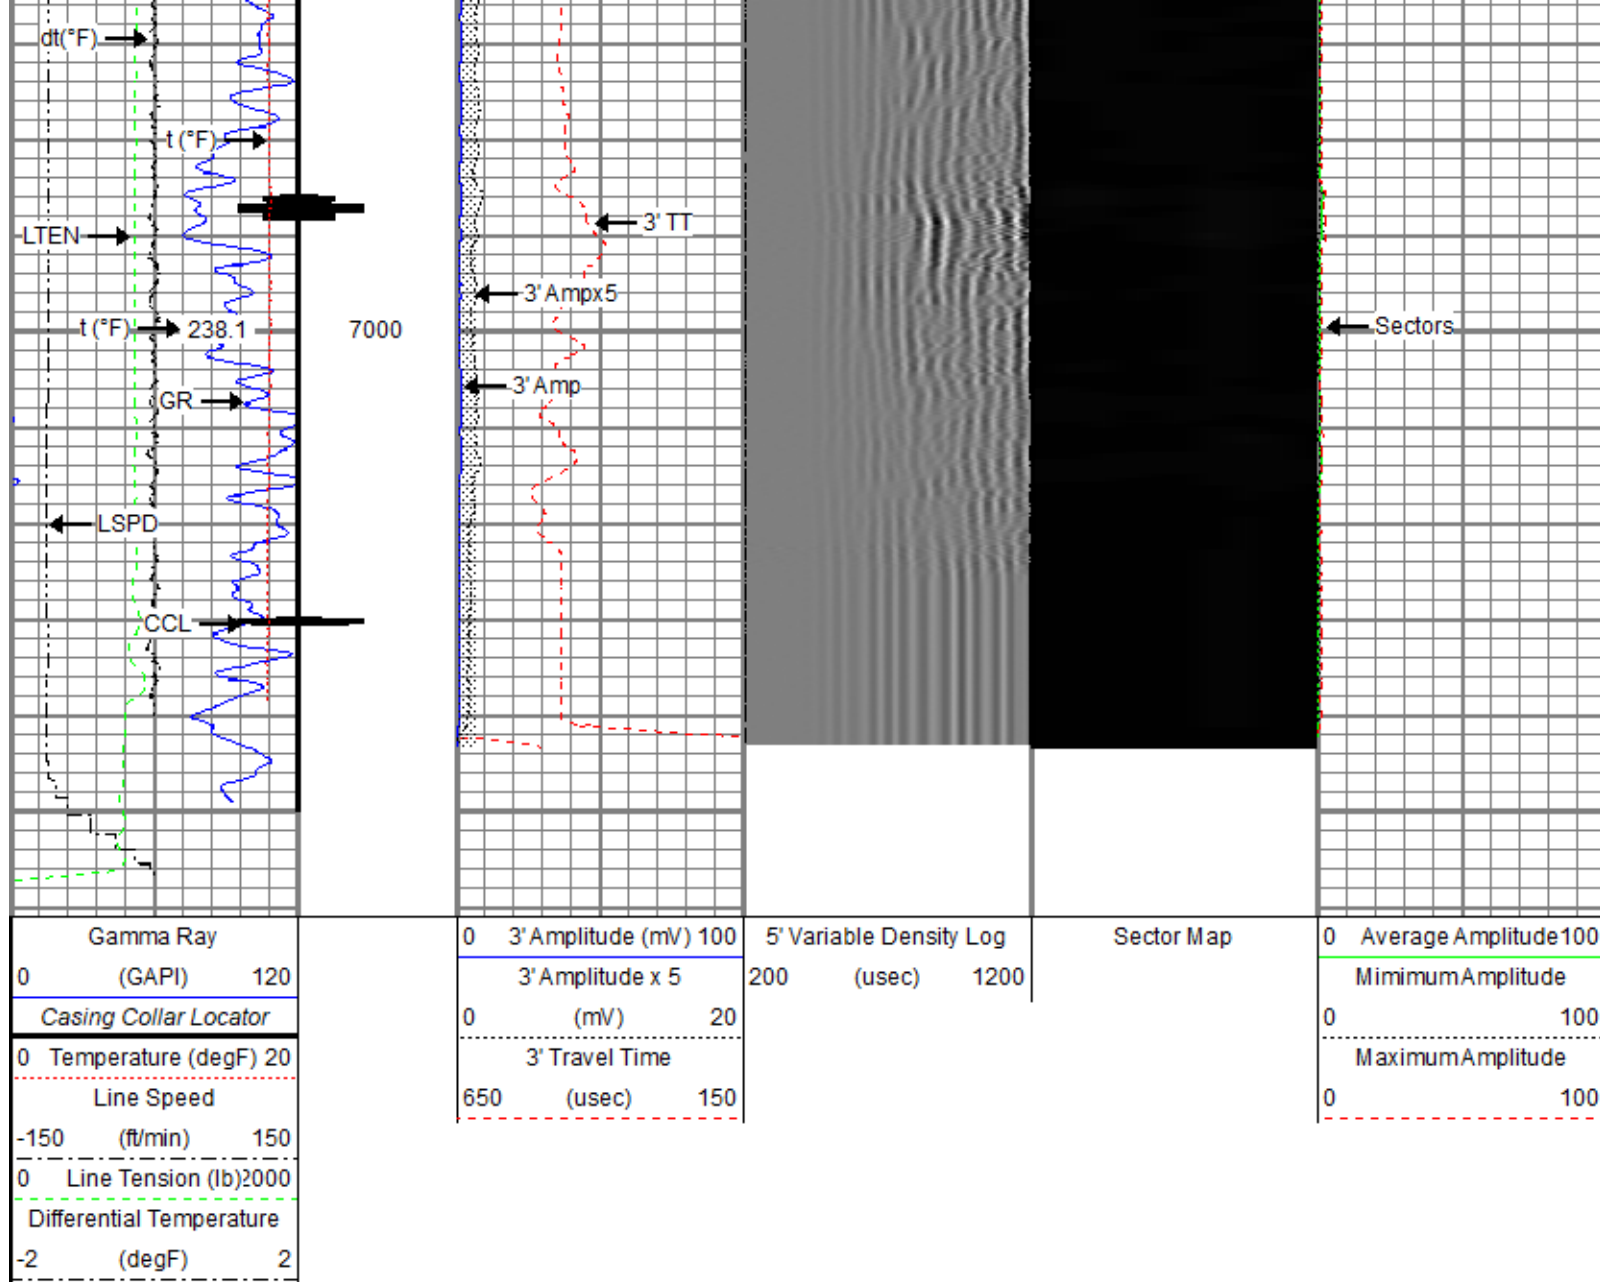 dt(°F)
t (°F)
LTEN
3' TT
3' Ampx5
t (°F) 238.1
7000
Sectors
3' Amp
GR
LSPD
CCL
Gamma Ray
0 (GAPI) 120
Casing Collar Locator
0 Temperature (degF) 20
Line Speed
-150 (ft/min) 150
0 Line Tension (lb) 2000
Differential Temperature
-2 (degF) 2
0 3' Amplitude (mV) 100
3' Amplitude x 5
0 (mV) 20
3' Travel Time
650 (usec) 150
5' Variable Density Log
200 (usec) 1200
Sector Map
0 Average Amplitude 100
Mimimum Amplitude
0 100
Maximum Amplitude
0 100